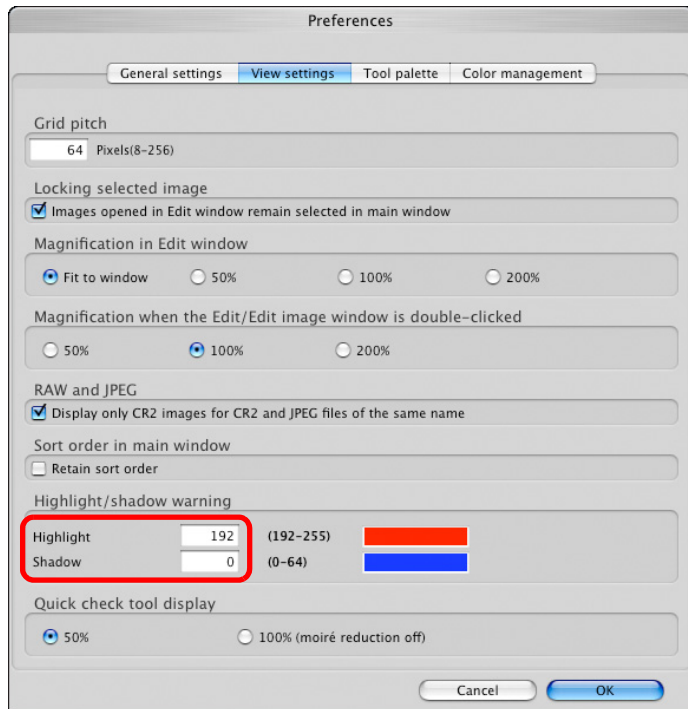 Preferences
General settings View settings Tool palette Color management
Grid pitch
64 Pixels(8-256)
Locking selected image
Images opened in Edit window remain selected in main window
Magnification in Edit window
Fit to window 50% 100% 200%
Magnification when the Edit/Edit image window is double-clicked
50% 100% 200%
RAW and JPEG
Display only CR2 images for CR2 and JPEG files of the same name
Sort order in main window
Retain sort order
Highlight/shadow warning
Highlight 192 (192-255)
Shadow 0 (0-64)
Quick check tool display
50% 100% (moiré reduction off)
Cancel OK